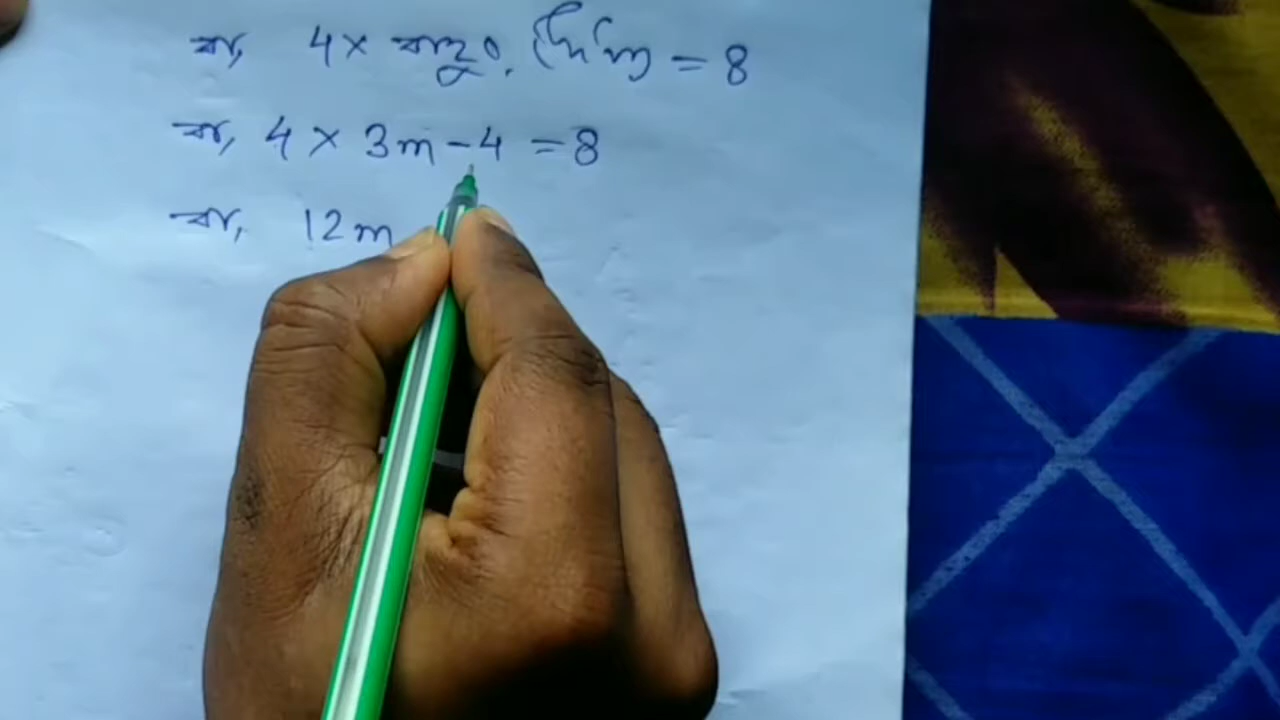 বা, 4 × বাহুর দৈর্ঘ্য = 8
বা, 4 × 3m - 4 = 8
বা, 12m